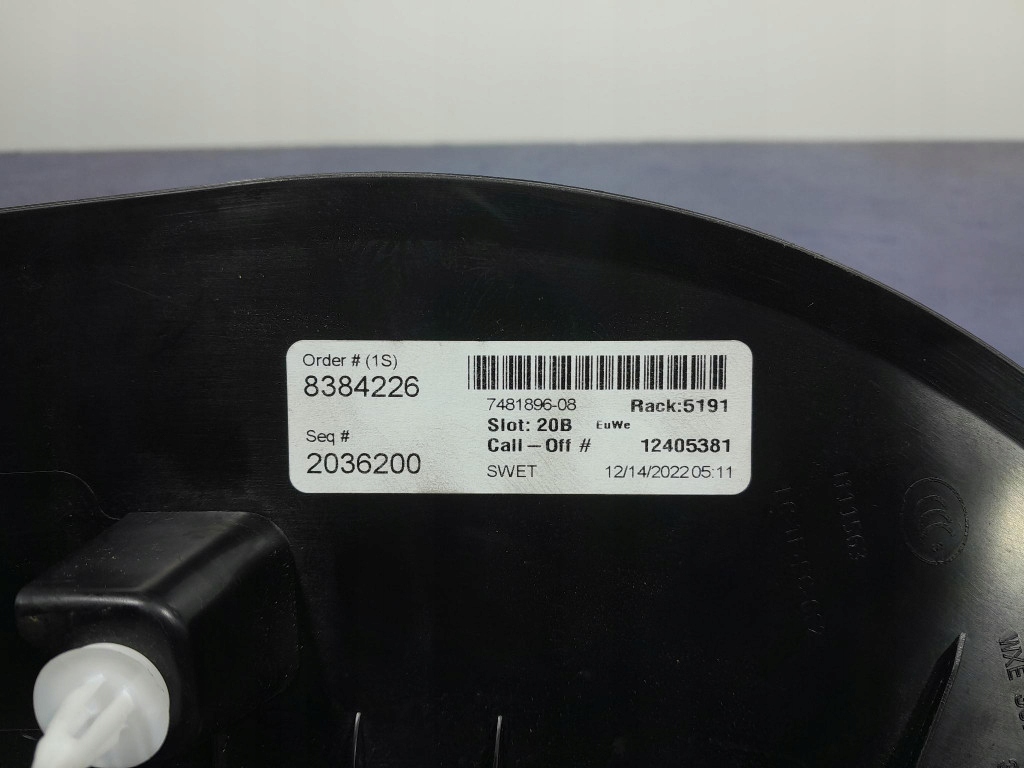 Order # (1S)
8384226
7481896-08 Rack:5191
Slot: 20B EuWe
Seq #
Call – Off # 12405381
2036200
SWET 12/14/2022 05:11
WXE